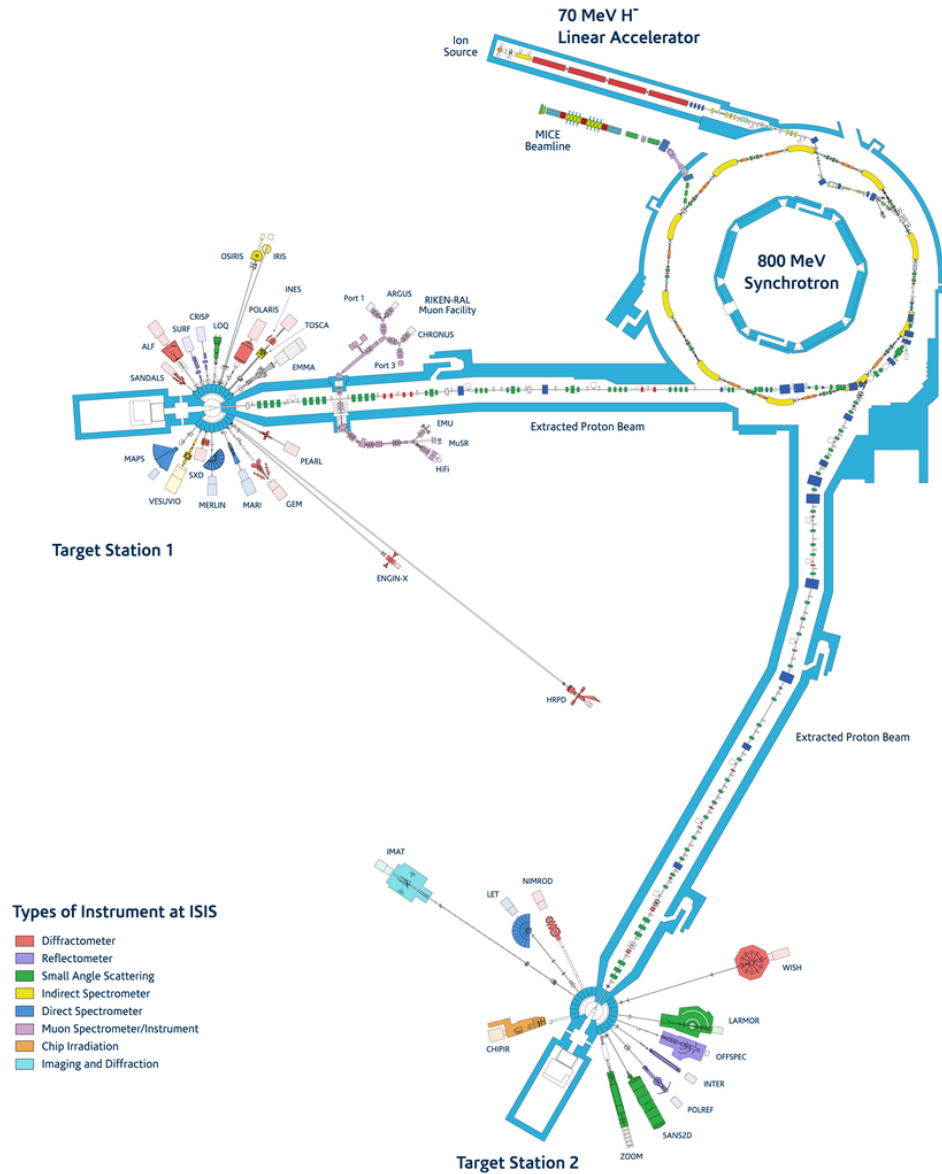 70 MeV H⁻
Linear Accelerator
Ion
Source
MICE
Beamline
800 MeV
Synchrotron
OSIRIS
IRIS
INES
POLARIS
CRISP
LOQ
SURF
TOSCA
ALF
EMMA
SANDALS
Port 1
ARGUS
RIKEN-RAL
Muon Facility
CHRONUS
Port 3
EMU
MuSR
HiFi
Extracted Proton Beam
PEARL
MAPS
SXD
VESUVIO
MERLIN
MARI
GEM
Target Station 1
ENGIN-X
HRPD
Extracted Proton Beam
IMAT
NIMROD
LET
WISH
LARMOR
OFFSPEC
CHIPIR
INTER
POLREF
SANS2D
ZOOM
Target Station 2
Types of Instrument at ISIS
Diffractometer
Reflectometer
Small Angle Scattering
Indirect Spectrometer
Direct Spectrometer
Muon Spectrometer/Instrument
Chip Irradiation
Imaging and Diffraction